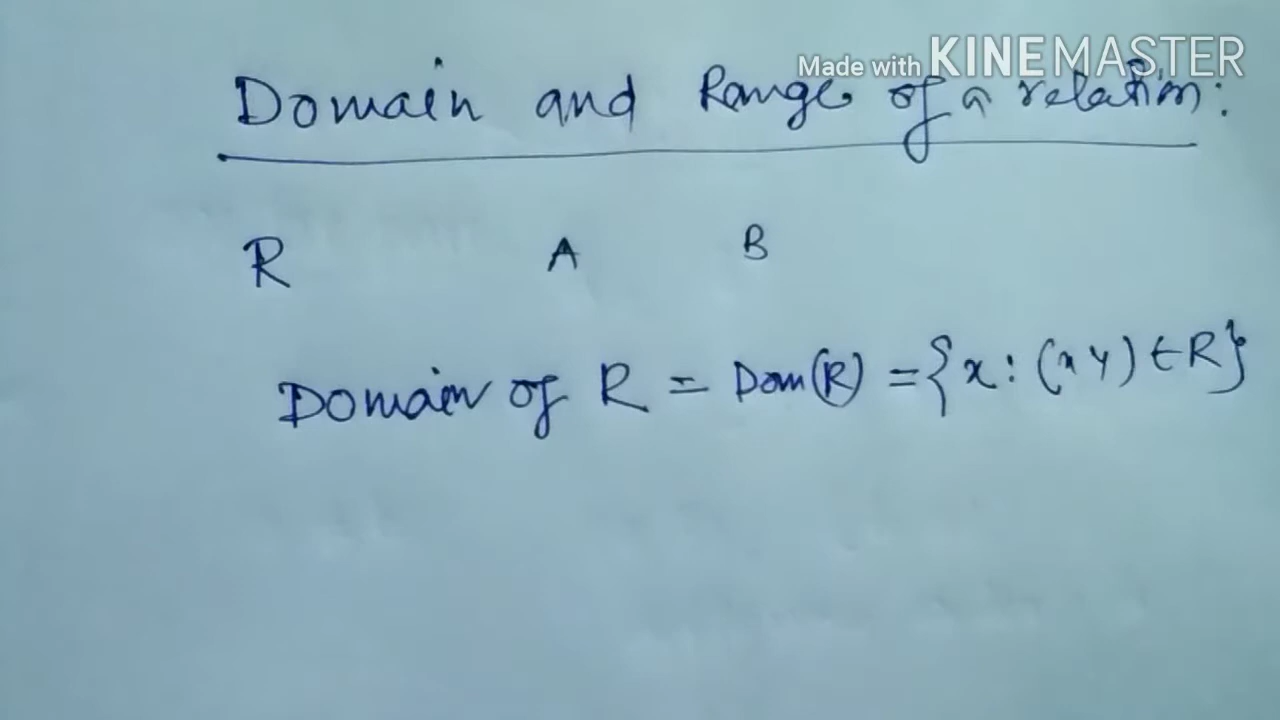 Made with KINEMASTER
Domain and Range of a relation:
R A B
Domain of R = Dom(R) = {x : (x y) ∈ R}